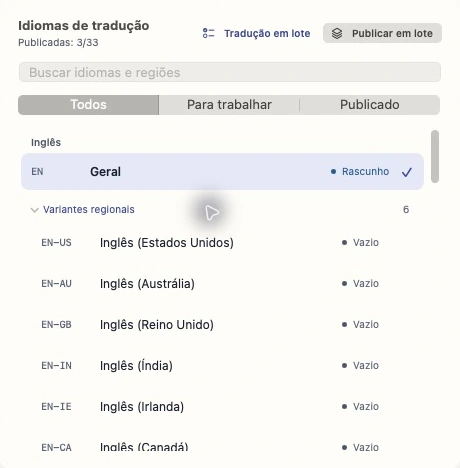 Idiomas de tradução
Publicadas: 3/33
Tradução em lote
Publicar em lote
Buscar idiomas e regiões
Todos
Para trabalhar
Publicado
Inglês
EN Geral Rascunho
Variantes regionais 6
EN-US Inglês (Estados Unidos) Vazio
EN-AU Inglês (Austrália) Vazio
EN-GB Inglês (Reino Unido) Vazio
EN-IN Inglês (Índia) Vazio
EN-IE Inglês (Irlanda) Vazio
EN-CA Inglês (Canadá) Vazio